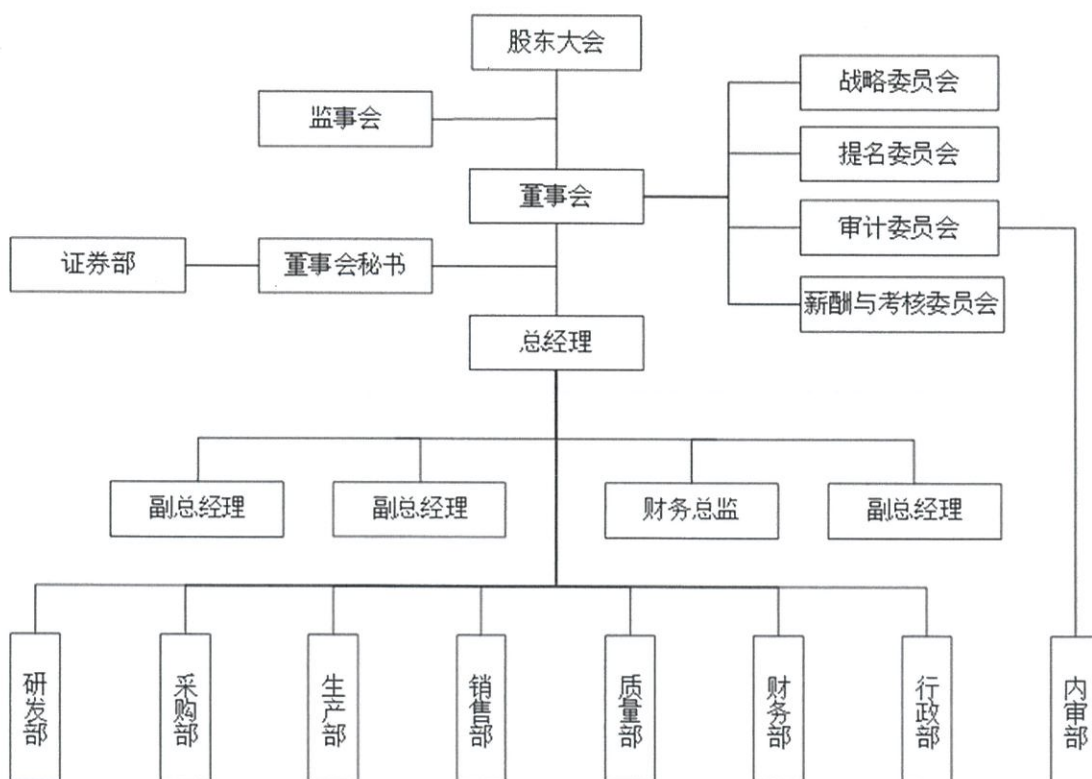 股东大会
战略委员会
监事会
提名委员会
董事会
审计委员会
证券部
董事会秘书
薪酬与考核委员会
总经理
副总经理
副总经理
财务总监
副总经理
研发部
采购部
生产部
销售部
质量部
财务部
行政部
内审部